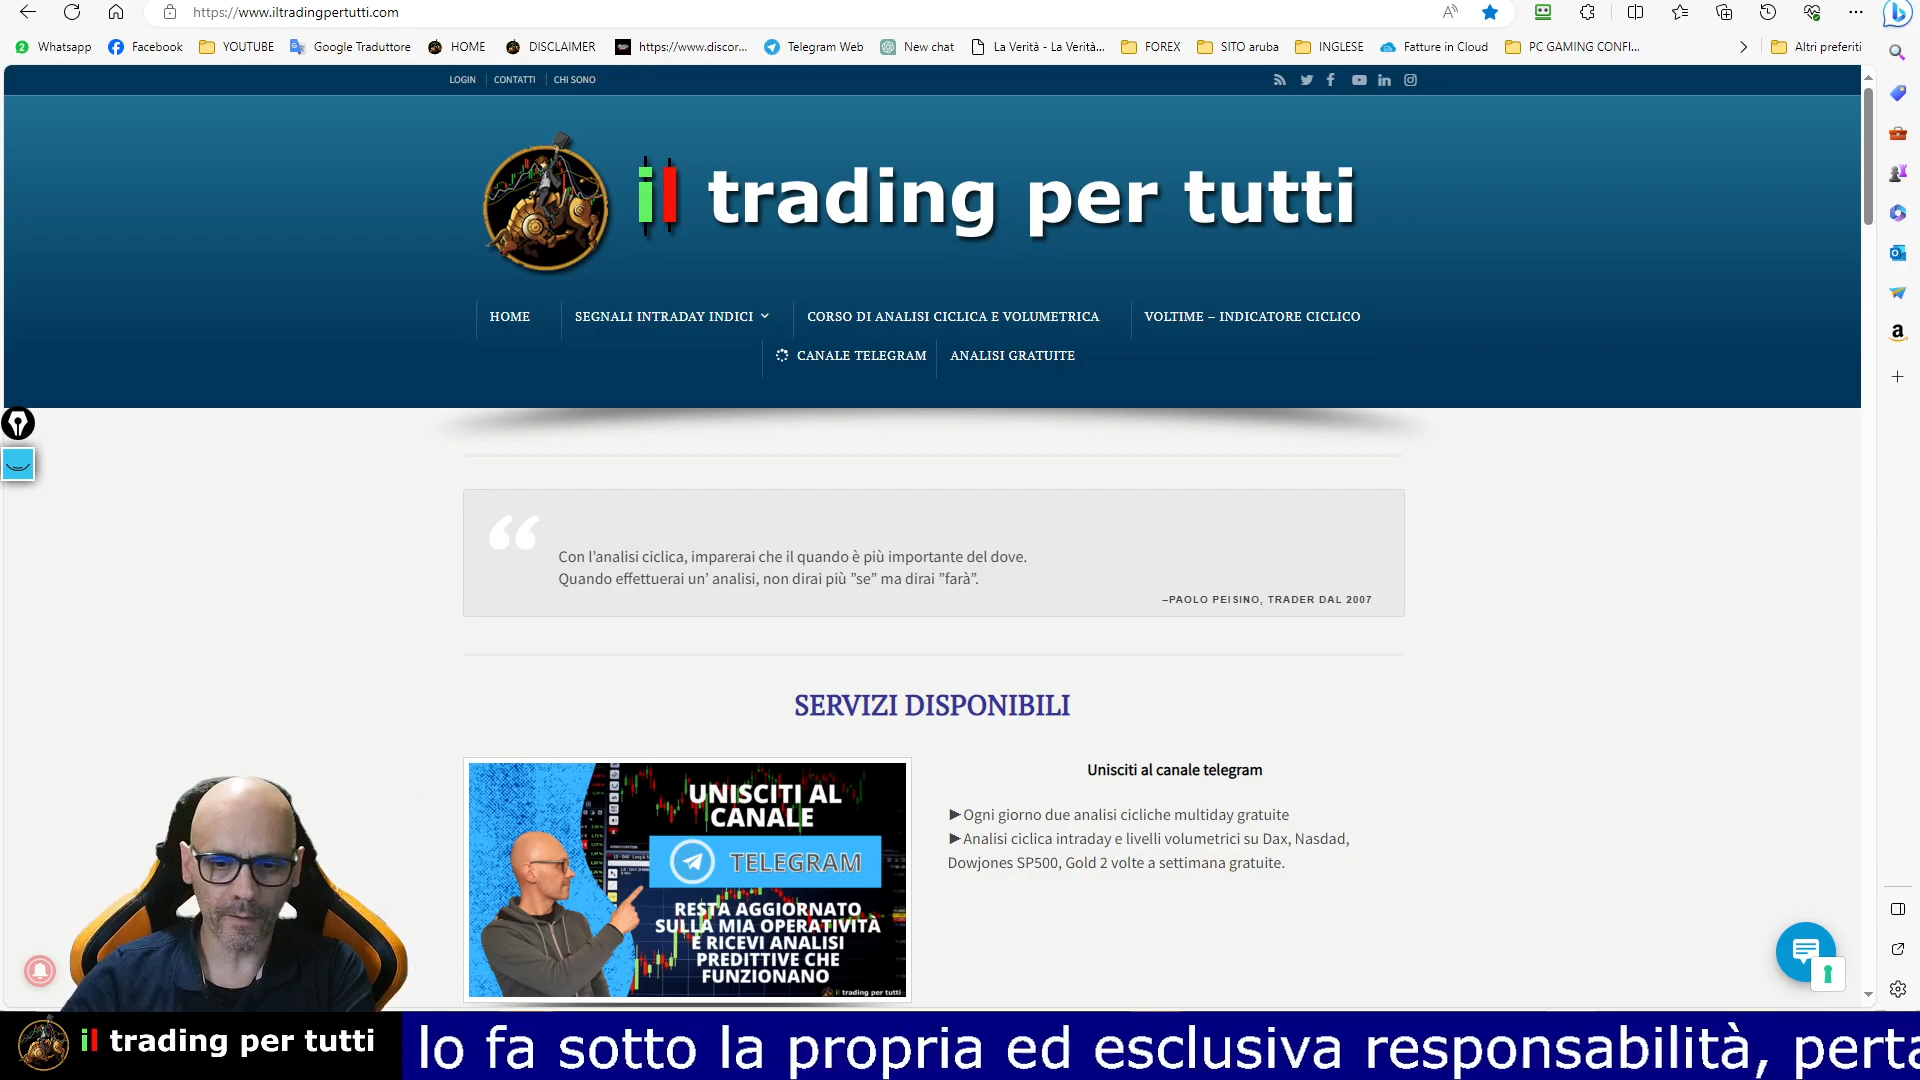 https://www.iltradingpertutti.com
Whatsapp
Facebook
YOUTUBE
Google Traduttore
HOME
DISCLAIMER
https://www.discor...
Telegram Web
New chat
La Verità - La Verità...
FOREX
SITO aruba
INGLESE
Fatture in Cloud
PC GAMING CONFI...
Altri preferiti
LOGIN
CONTATTI
CHI SONO
il trading per tutti
HOME
SEGNALI INTRADAY INDICI
CORSO DI ANALISI CICLICA E VOLUMETRICA
VOLTIME – INDICATORE CICLICO
CANALE TELEGRAM
ANALISI GRATUITE
Con l’analisi ciclica, imparerai che il quando è più importante del dove.
Quando effettuerai un’ analisi, non dirai più ”se” ma dirai ”farà”.
–PAOLO PEISINO, TRADER DAL 2007
SERVIZI DISPONIBILI
UNISCITI AL
CANALE
TELEGRAM
RESTA AGGIORNATO
SULLA MIA OPERATIVITÀ
E RICEVI ANALISI
PREDITTIVE CHE
FUNZIONANO
il trading per tutti
Unisciti al canale telegram
►Ogni giorno due analisi cicliche multiday gratuite
►Analisi ciclica intraday e livelli volumetrici su Dax, Nasdad,
Dowjones SP500, Gold 2 volte a settimana gratuite.
il trading per tutti
lo fa sotto la propria ed esclusiva responsabilità, perta